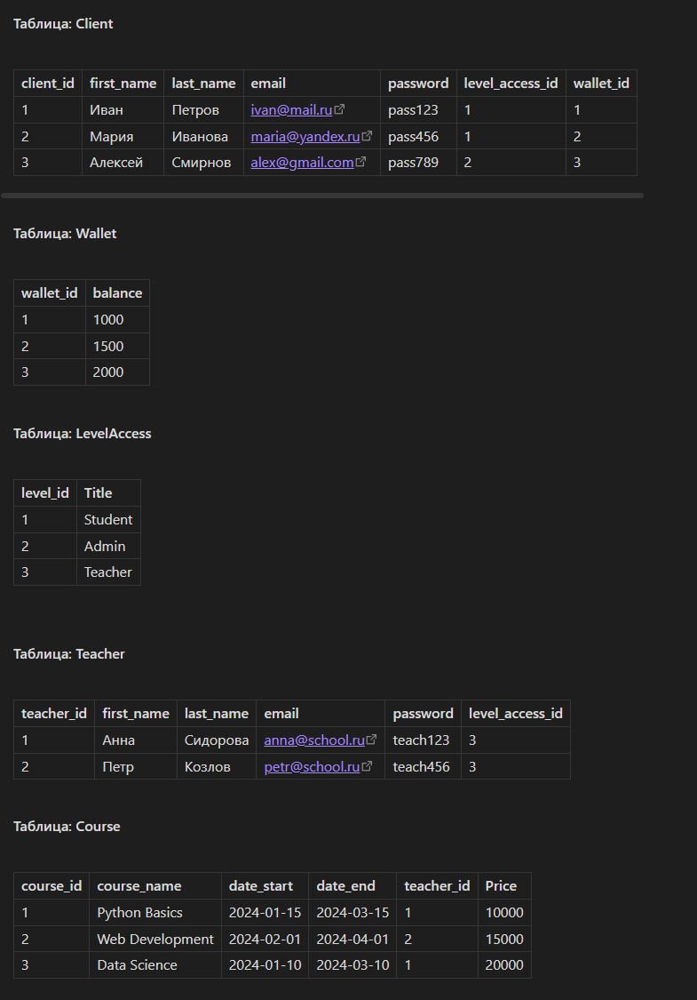 Таблица: Client
client_id first_name last_name email password level_access_id wallet_id
1 Иван Петров ivan@mail.ru pass123 1 1
2 Мария Иванова maria@yandex.ru pass456 1 2
3 Алексей Смирнов alex@gmail.com pass789 2 3
Таблица: Wallet
wallet_id balance
1 1000
2 1500
3 2000
Таблица: LevelAccess
level_id Title
1 Student
2 Admin
3 Teacher
Таблица: Teacher
teacher_id first_name last_name email password level_access_id
1 Анна Сидорова anna@school.ru teach123 3
2 Петр Козлов petr@school.ru teach456 3
Таблица: Course
course_id course_name date_start date_end teacher_id Price
1 Python Basics 2024-01-15 2024-03-15 1 10000
2 Web Development 2024-02-01 2024-04-01 2 15000
3 Data Science 2024-01-10 2024-03-10 1 20000